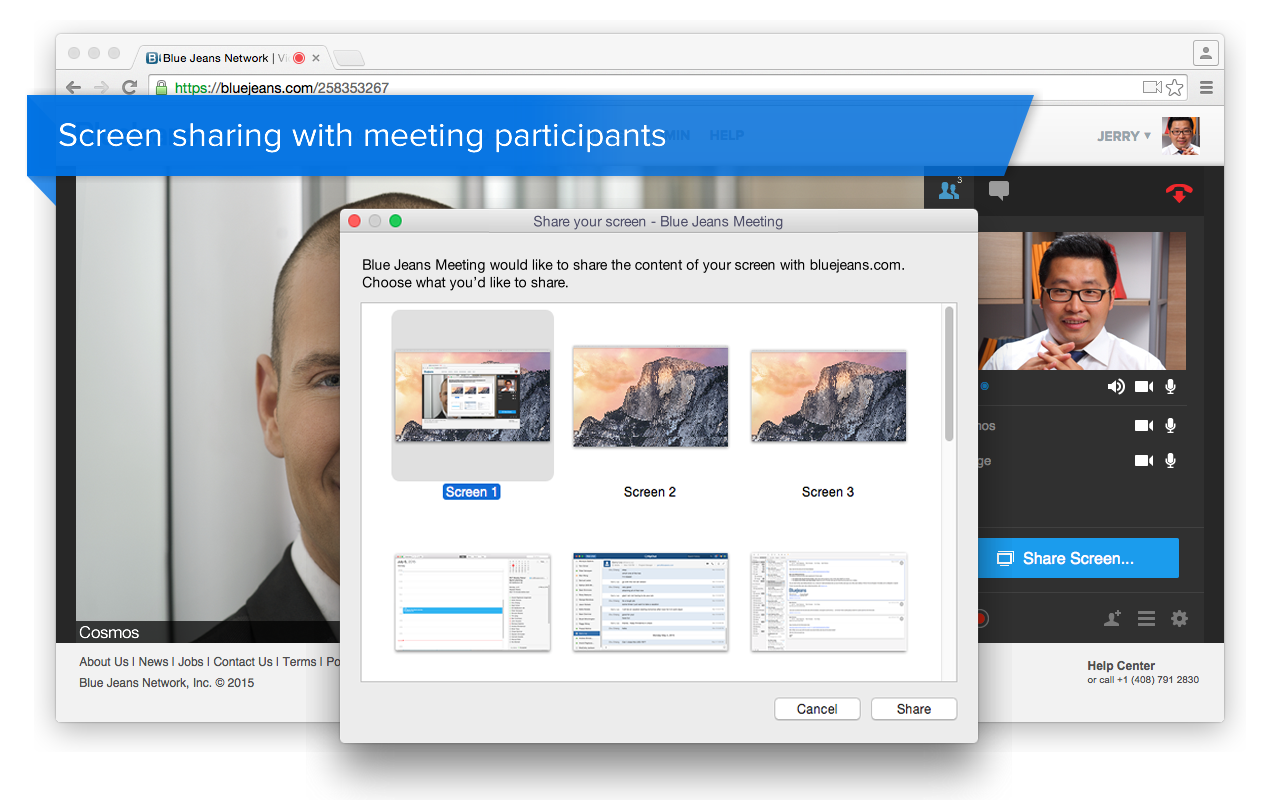 Blue Jeans Network | Vi
https://bluejeans.com/258353267
Screen sharing with meeting participants
MIN HELP
JERRY
3
Share your screen - Blue Jeans Meeting
Blue Jeans Meeting would like to share the content of your screen with bluejeans.com.
Choose what you'd like to share.
Screen 1
Screen 2
Screen 3
mos
ge
Share Screen...
Cosmos
About Us | News | Jobs | Contact Us | Terms | Po
Blue Jeans Network, Inc. © 2015
Help Center
or call +1 (408) 791 2830
Cancel
Share